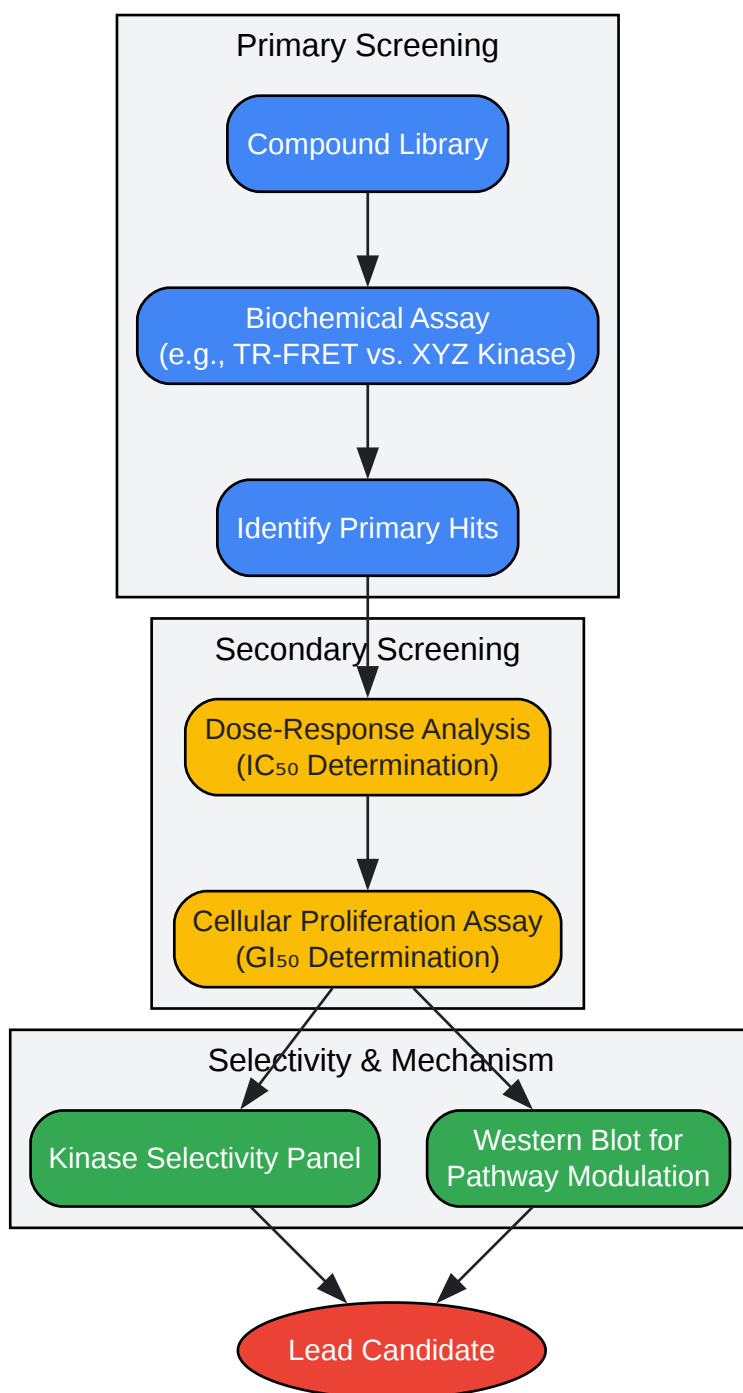 Primary Screening
Compound Library
Biochemical Assay
(e.g., TR-FRET vs. XYZ Kinase)
Identify Primary Hits
Secondary Screening
Dose-Response Analysis
(IC₅₀ Determination)
Cellular Proliferation Assay
(GI₅₀ Determination)
Selectivity & Mechanism
Kinase Selectivity Panel
Western Blot for
Pathway Modulation
Lead Candidate